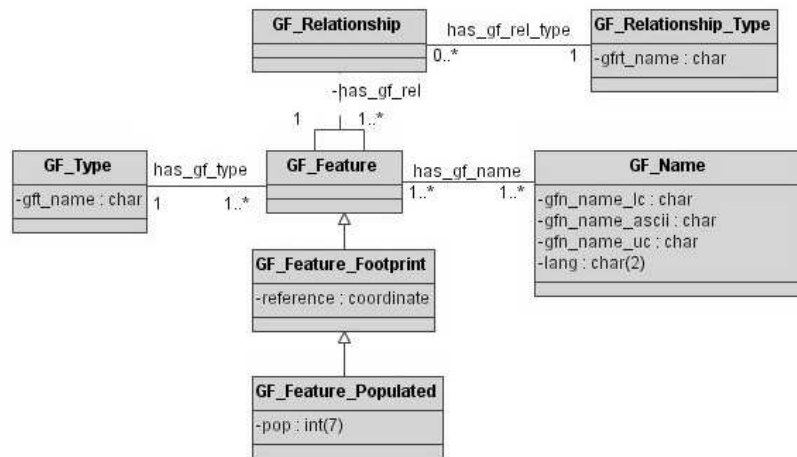 GF_Relationship
has_gf_rel_type
0..*
1
GF_Relationship_Type
-gfrt_name : char
-has_gf_rel
1
1..*
GF_Type
-gft_name : char
has_gf_type
1
1..*
GF_Feature
has_gf_name
1..*
1..*
GF_Name
-gfn_name_lc : char
-gfn_name_ascii : char
-gfn_name_uc : char
-lang : char(2)
GF_Feature_Footprint
-reference : coordinate
GF_Feature_Populated
-pop : int(7)